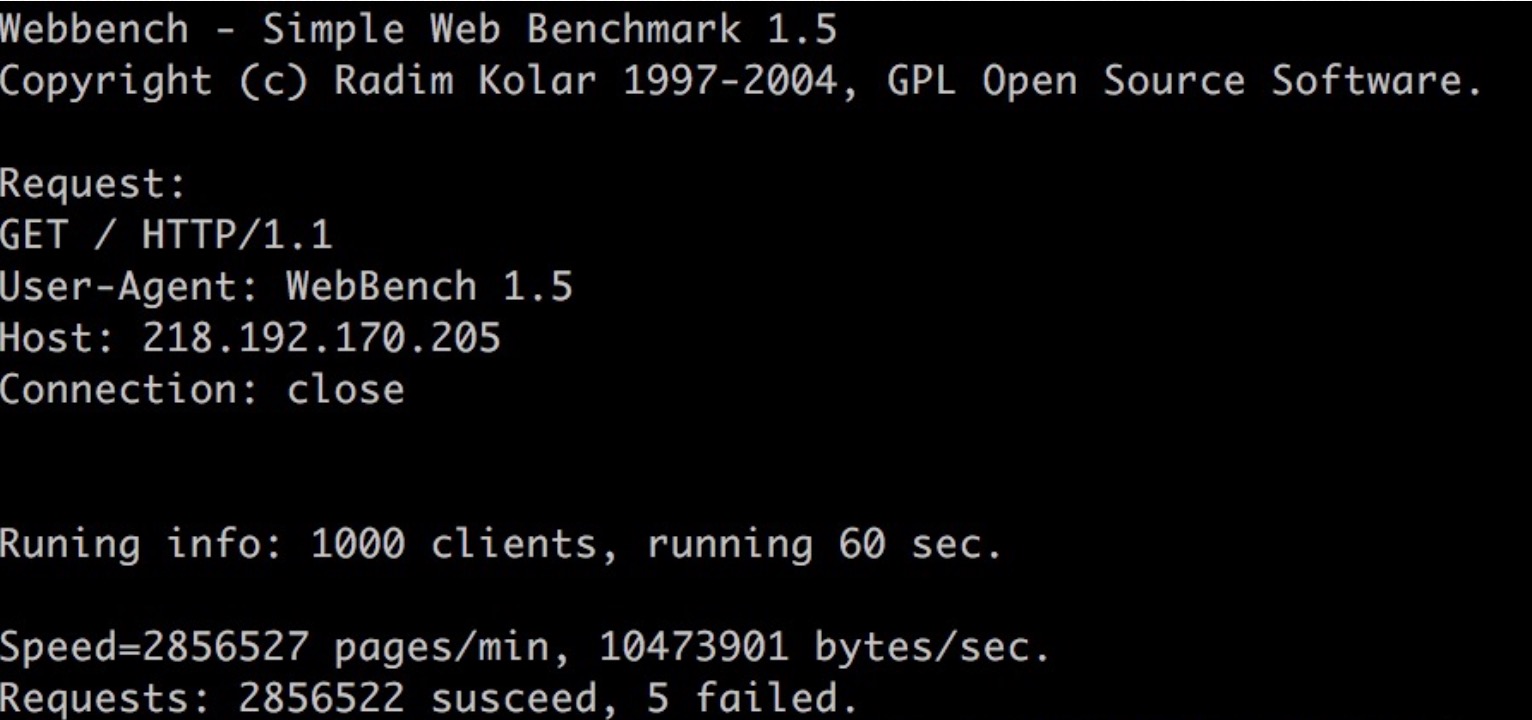 Webbench - Simple Web Benchmark 1.5
Copyright (c) Radim Kolar 1997-2004, GPL Open Source Software.
Request:
GET / HTTP/1.1
User-Agent: WebBench 1.5
Host: 218.192.170.205
Connection: close
Runing info: 1000 clients, running 60 sec.
Speed=2856527 pages/min, 10473901 bytes/sec.
Requests: 2856522 susceed, 5 failed.